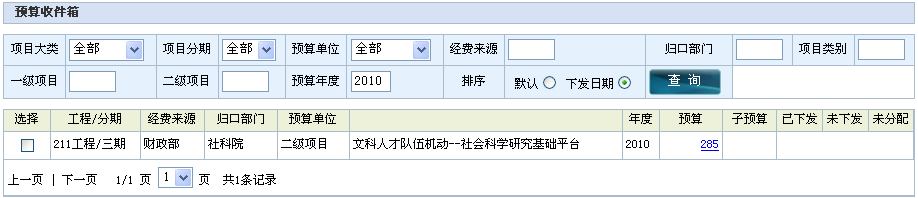 预算收件箱
项目大类 全部 项目分期 全部 预算单位 全部 经费来源 归口部门 项目类别
一级项目 二级项目 预算年度 2010 排序 默认 下发日期 查 询
选择 工程/分期 经费来源 归口部门 预算单位 年度 预算 子预算 已下发 未下发 未分配
211工程/三期 财政部 社科院 二级项目 文科人才队伍机动--社会科学研究基础平台 2010 285
上一页 | 下一页 1/1 页 1 页 共1条记录